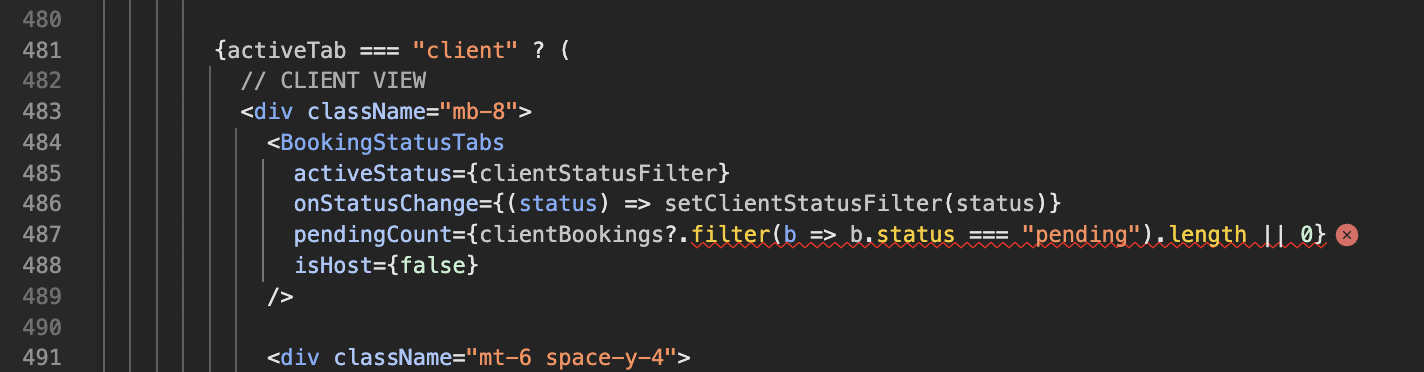 480
481 {activeTab === "client" ? (
482 // CLIENT VIEW
483 <div className="mb-8">
484 <BookingStatusTabs
485 activeStatus={clientStatusFilter}
486 onStatusChange={(status) => setClientStatusFilter(status)}
487 pendingCount={clientBookings?.filter(b => b.status === "pending").length || 0}
488 isHost={false}
489 />
490
491 <div className="mt-6 space-y-4">